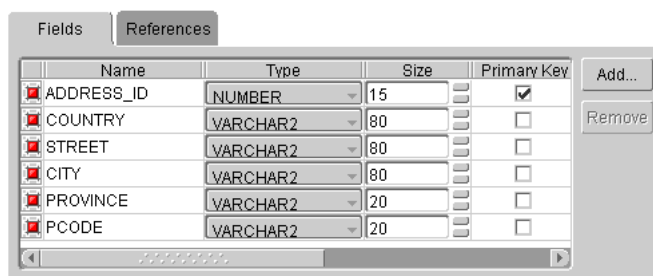 Fields References
Name Type Size Primary Key Add...
ADDRESS_ID NUMBER 15
COUNTRY VARCHAR2 80 Remove
STREET VARCHAR2 80
CITY VARCHAR2 80
PROVINCE VARCHAR2 20
PCODE VARCHAR2 20